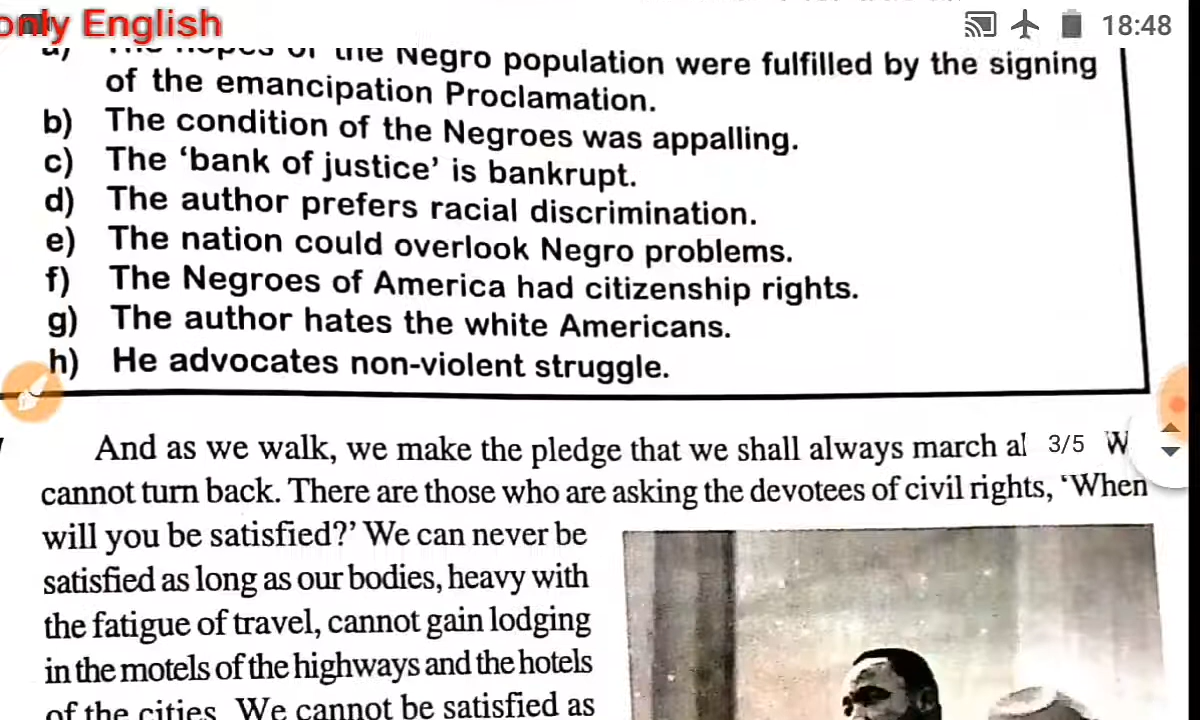 only English
18:48
a) The hopes of the Negro population were fulfilled by the signing
of the emancipation Proclamation.
b) The condition of the Negroes was appalling.
c) The ‘bank of justice’ is bankrupt.
d) The author prefers racial discrimination.
e) The nation could overlook Negro problems.
f) The Negroes of America had citizenship rights.
g) The author hates the white Americans.
h) He advocates non-violent struggle.
And as we walk, we make the pledge that we shall always march
3/5
cannot turn back. There are those who are asking the devotees of civil rights, ‘When
will you be satisfied?’ We can never be
satisfied as long as our bodies, heavy with
the fatigue of travel, cannot gain lodging
in the motels of the highways and the hotels
of the cities. We cannot be satisfied as